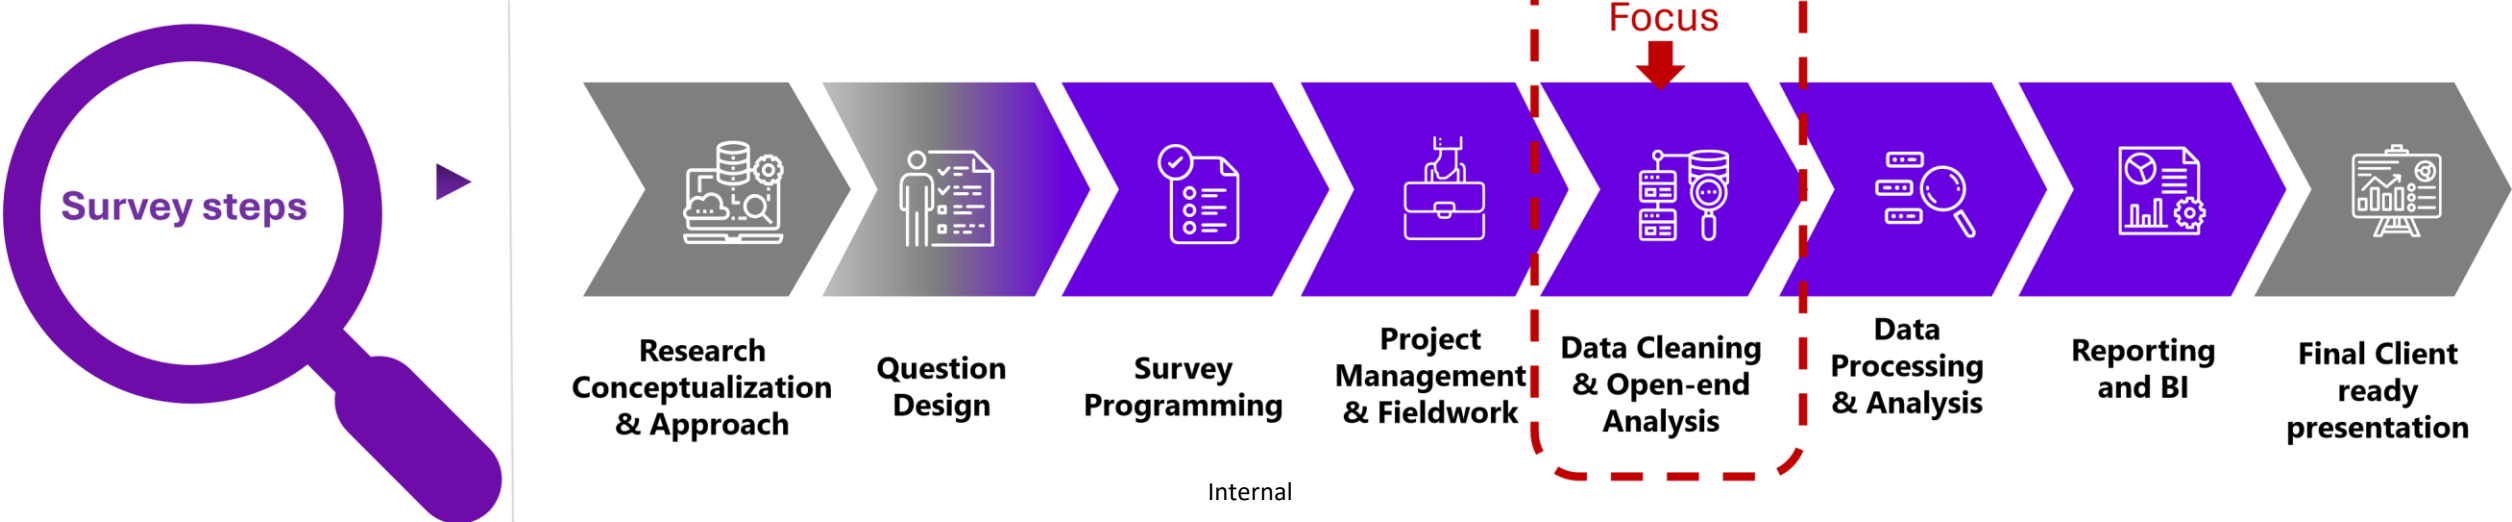 Focus
Survey steps
Research
Conceptualization
& Approach
Question
Design
Survey
Programming
Project
Management
& Fieldwork
Data Cleaning
& Open-end
Analysis
Data
Processing
& Analysis
Reporting
and BI
Final Client
ready
presentation
Internal